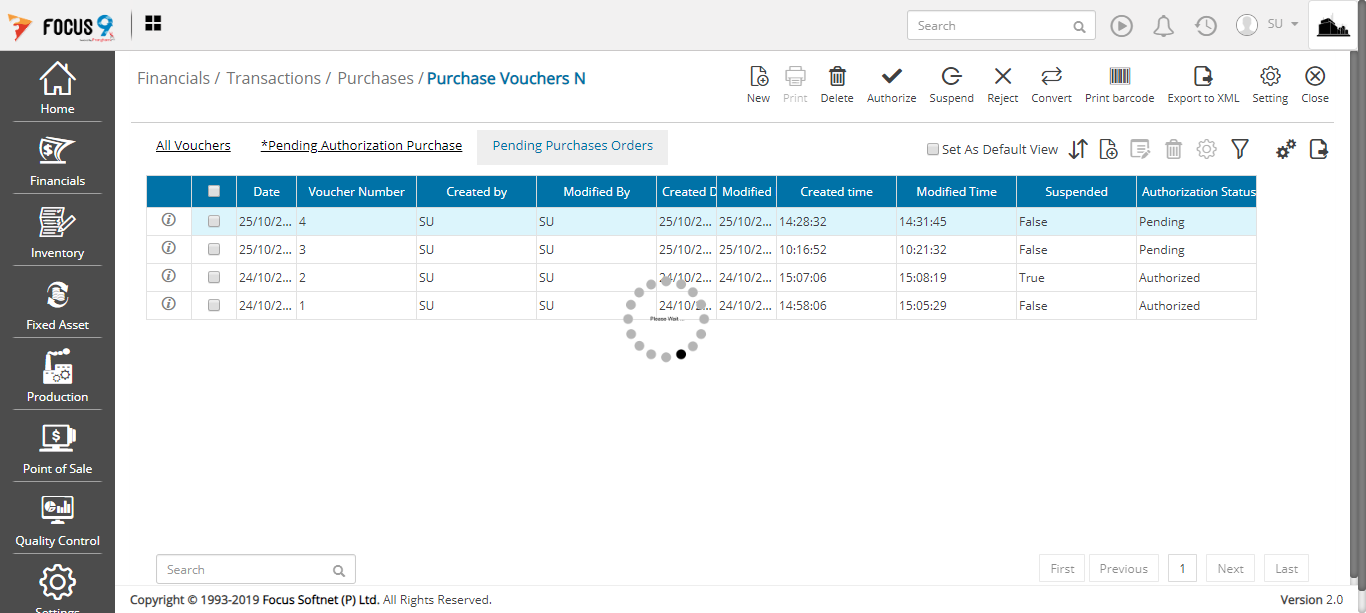 FOCUS 9
Search
SU
Home
Financials
Inventory
Fixed Asset
Production
Point of Sale
Quality Control
Settings
Financials / Transactions / Purchases / Purchase Vouchers N
New Print Delete Authorize Suspend Reject Convert Print barcode Export to XML Setting Close
All Vouchers *Pending Authorization Purchase Pending Purchases Orders
Set As Default View
Date Voucher Number Created by Modified By Created D Modified Created time Modified Time Suspended Authorization Status
25/10/2... 4 SU SU 25/10/2... 25/10/2... 14:28:32 14:31:45 False Pending
25/10/2... 3 SU SU 25/10/2... 25/10/2... 10:16:52 10:21:32 False Pending
24/10/2... 2 SU SU 24/10/2... 24/10/2... 15:07:06 15:08:19 True Authorized
24/10/2... 1 SU SU 24/10/2... 24/10/2... 14:58:06 15:05:29 False Authorized
Please Wait ...
Search
First Previous 1 Next Last
Copyright © 1993-2019 Focus Softnet (P) Ltd. All Rights Reserved.
Version 2.0